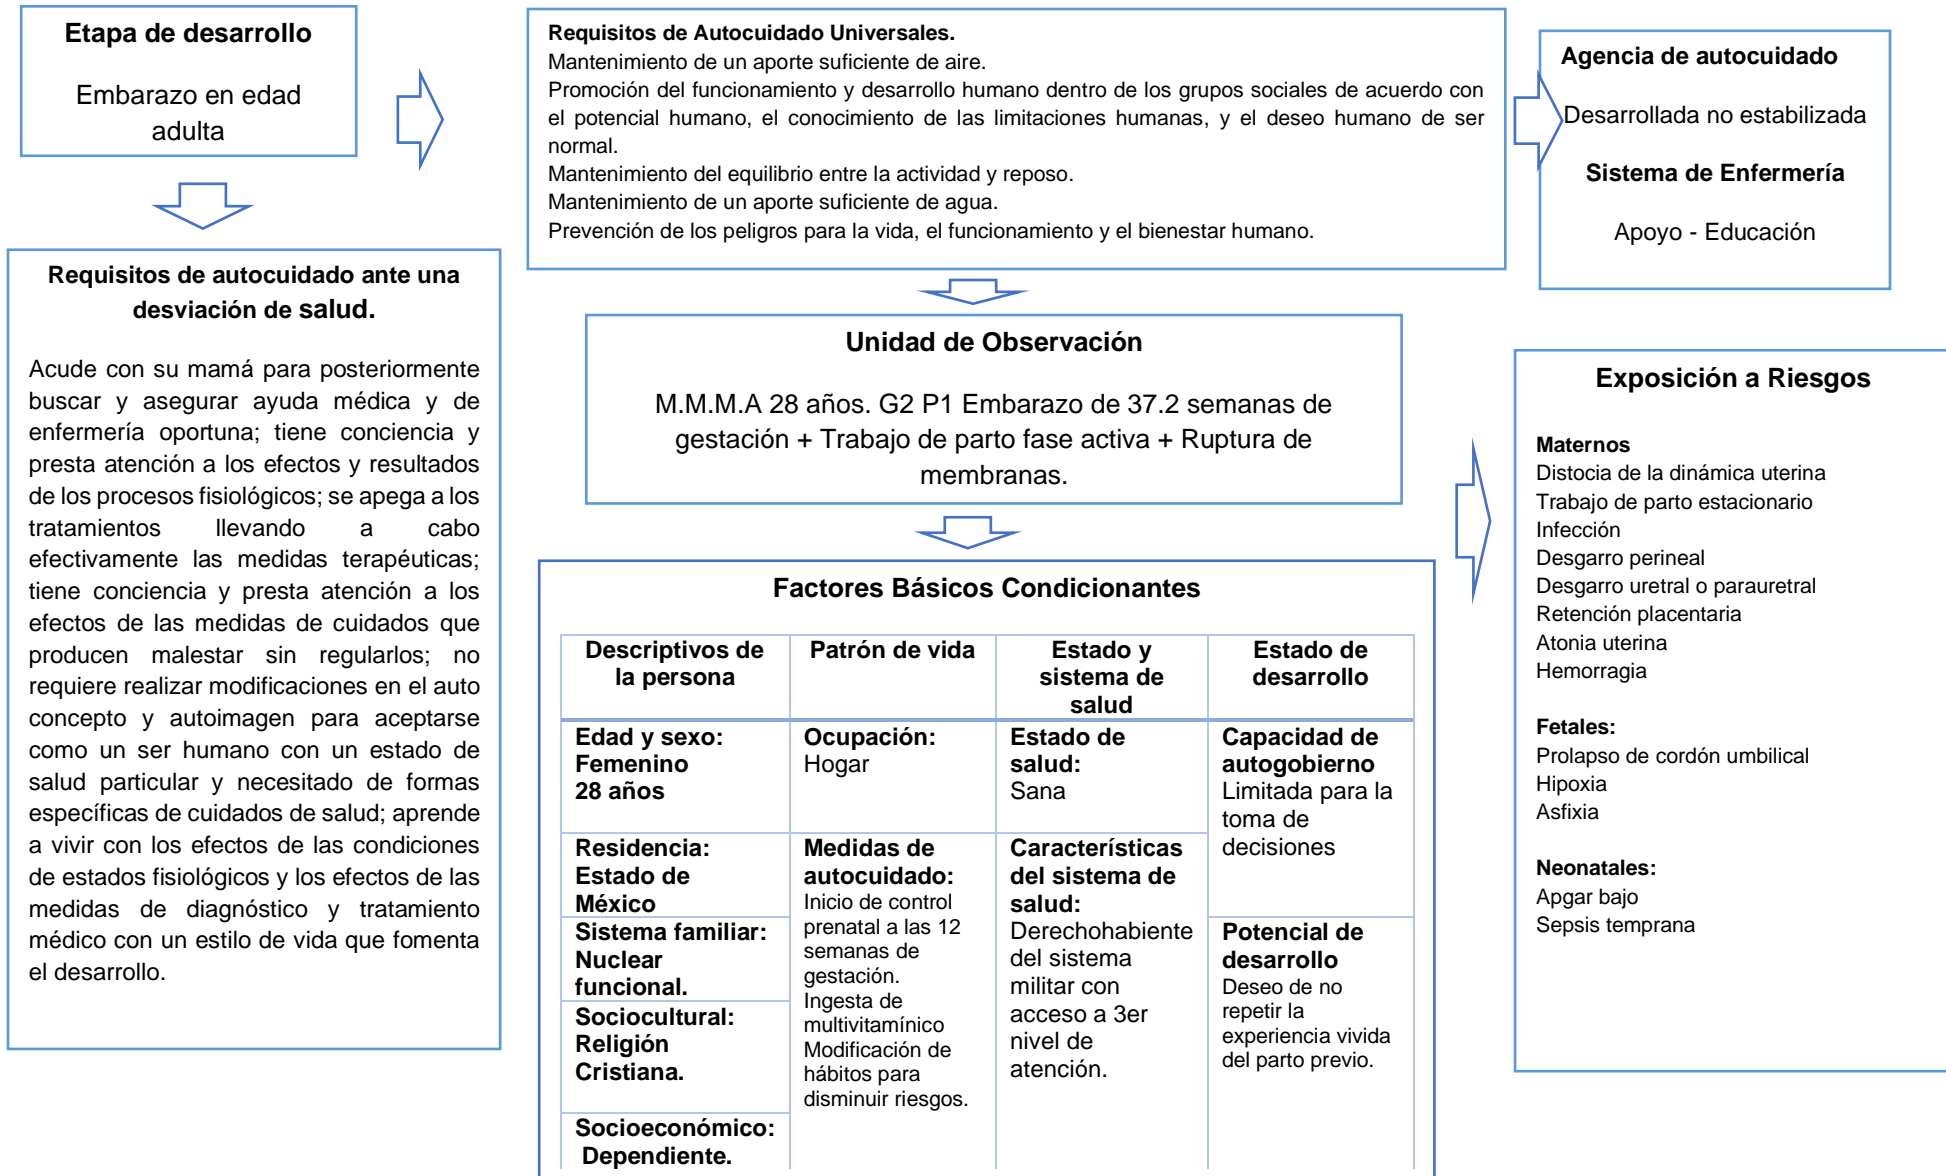 Etapa de desarrollo
Embarazo en edad
adulta
Requisitos de Autocuidado Universales.
Mantenimiento de un aporte suficiente de aire.
Promoción del funcionamiento y desarrollo humano dentro de los grupos sociales de acuerdo con
el potencial humano, el conocimiento de las limitaciones humanas, y el deseo humano de ser
normal.
Mantenimiento del equilibrio entre la actividad y reposo.
Mantenimiento de un aporte suficiente de agua.
Prevención de los peligros para la vida, el funcionamiento y el bienestar humano.
Agencia de autocuidado
Desarrollada no estabilizada
Sistema de Enfermería
Apoyo - Educación
Requisitos de autocuidado ante una
desviación de salud.
Acude con su mamá para posteriormente
buscar y asegurar ayuda médica y de
enfermería oportuna; tiene conciencia y
presta atención a los efectos y resultados
de los procesos fisiológicos; se apega a los
tratamientos llevando a cabo
efectivamente las medidas terapéuticas;
tiene conciencia y presta atención a los
efectos de las medidas de cuidados que
producen malestar sin regularlos; no
requiere realizar modificaciones en el auto
concepto y autoimagen para aceptarse
como un ser humano con un estado de
salud particular y necesitado de formas
específicas de cuidados de salud; aprende
a vivir con los efectos de las condiciones
de estados fisiológicos y los efectos de las
medidas de diagnóstico y tratamiento
médico con un estilo de vida que fomenta
el desarrollo.
Unidad de Observación
M.M.M.A 28 años. G2 P1 Embarazo de 37.2 semanas de
gestación + Trabajo de parto fase activa + Ruptura de
membranas.
Factores Básicos Condicionantes
Descriptivos de
la persona
Patrón de vida
Estado y
sistema de
salud
Estado de
desarrollo
Edad y sexo:
Femenino
28 años
Ocupación:
Hogar
Estado de
salud:
Sana
Capacidad de
autogobierno
Limitada para la
toma de
decisiones
Residencia:
Estado de
México
Sistema familiar:
Nuclear
funcional.
Sociocultural:
Religión
Cristiana.
Socioeconómico:
Dependiente.
Medidas de
autocuidado:
Inicio de control
prenatal a las 12
semanas de
gestación.
Ingesta de
multivitamínico
Modificación de
hábitos para
disminuir riesgos.
Características
del sistema de
salud:
Derechohabiente
del sistema
militar con
acceso a 3er
nivel de
atención.
Potencial de
desarrollo
Deseo de no
repetir la
experiencia vivida
del parto previo.
Exposición a Riesgos
Maternos
Distocia de la dinámica uterina
Trabajo de parto estacionario
Infección
Desgarro perineal
Desgarro uretral o parauretral
Retención placentaria
Atonia uterina
Hemorragia
Fetales:
Prolapso de cordón umbilical
Hipoxia
Asfixia
Neonatales:
Apgar bajo
Sepsis temprana